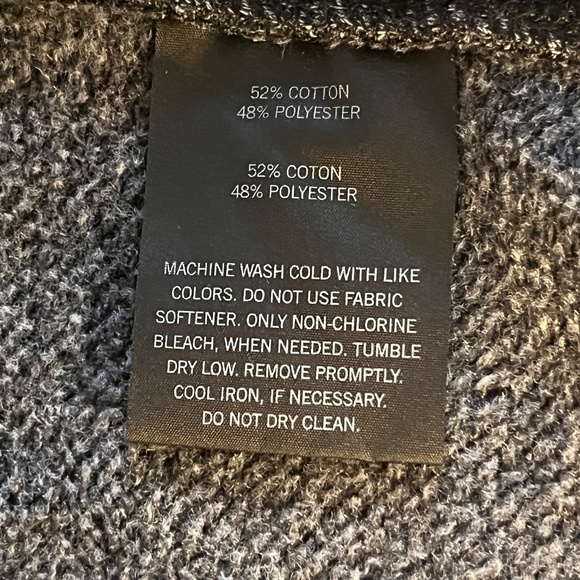 52% COTTON
48% POLYESTER
52% COTON
48% POLYESTER
MACHINE WASH COLD WITH LIKE
COLORS. DO NOT USE FABRIC
SOFTENER. ONLY NON-CHLORINE
BLEACH, WHEN NEEDED. TUMBLE
DRY LOW. REMOVE PROMPTLY.
COOL IRON, IF NECESSARY.
DO NOT DRY CLEAN.